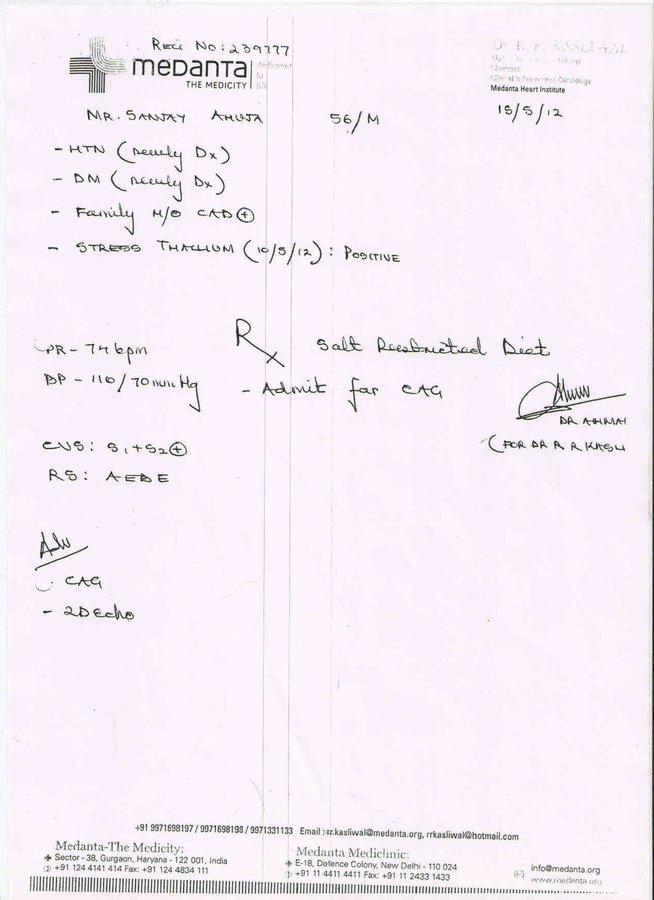 REGI NO: 239777
medanta
THE MEDICITY
Dr. R. R. KASLIWAL
Chairman
Clinical & Preventive Cardiology
Medanta Heart Institute
MR. SANJAY AHUJA 56/M 15/5/12
- HTN (newly Dx)
- DM (newly Dx)
- Family H/O CAD (+)
- STRESS THALLIUM (10/5/12) : POSITIVE
PR - 74 bpm
BP - 110/70 mm Hg
CVS: S1+S2 (+)
RS: AEBE
Rx
Salt Restricted Diet
- Admit for CAG
(FOR DR R R KASLI
Adv
CAG
- 2D Echo
+91 9971698197 / 9971698198 / 9971331133 Email : rr.kasliwal@medanta.org, rrkasliwal@hotmail.com
Medanta-The Medicity:
Sector - 38, Gurgaon, Haryana - 122 001, India
+91 124 4141 414 Fax: +91 124 4834 111
Medanta Mediclinic:
E-18, Defence Colony, New Delhi - 110 024
+91 11 4411 4411 Fax: +91 11 2433 1433
info@medanta.org
www.medanta.org